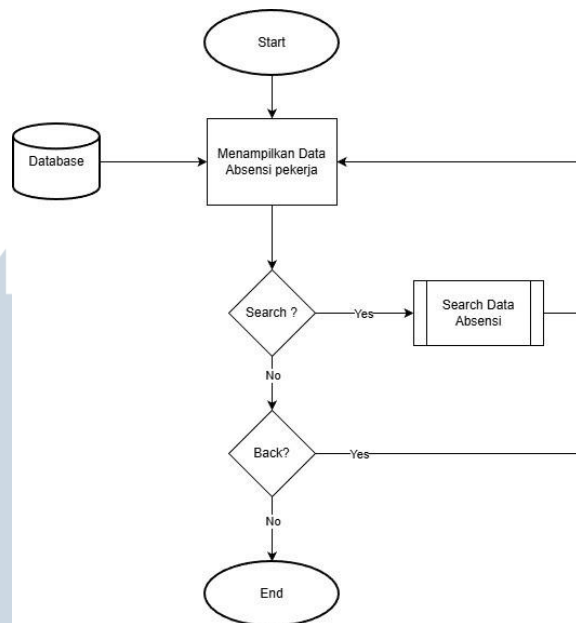 Start
Database
Menampilkan Data
Absensi pekerja
Search ?
Yes
Search Data
Absensi
No
Back?
Yes
No
End